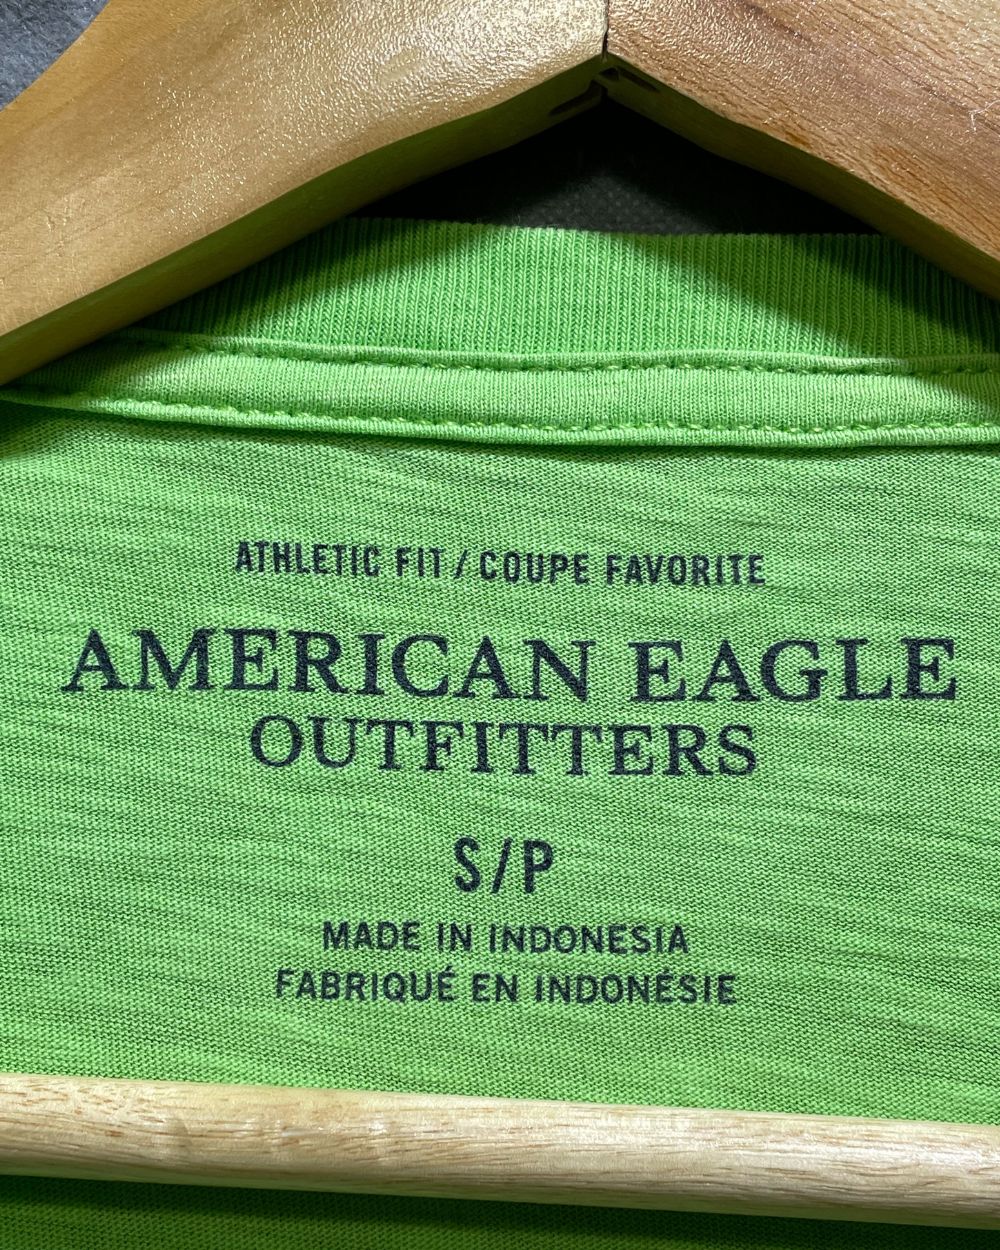 ATHLETIC FIT / COUPE FAVORITE
AMERICAN EAGLE
OUTFITTERS
S/P
MADE IN INDONESIA
FABRIQUÉ EN INDONÉSIE